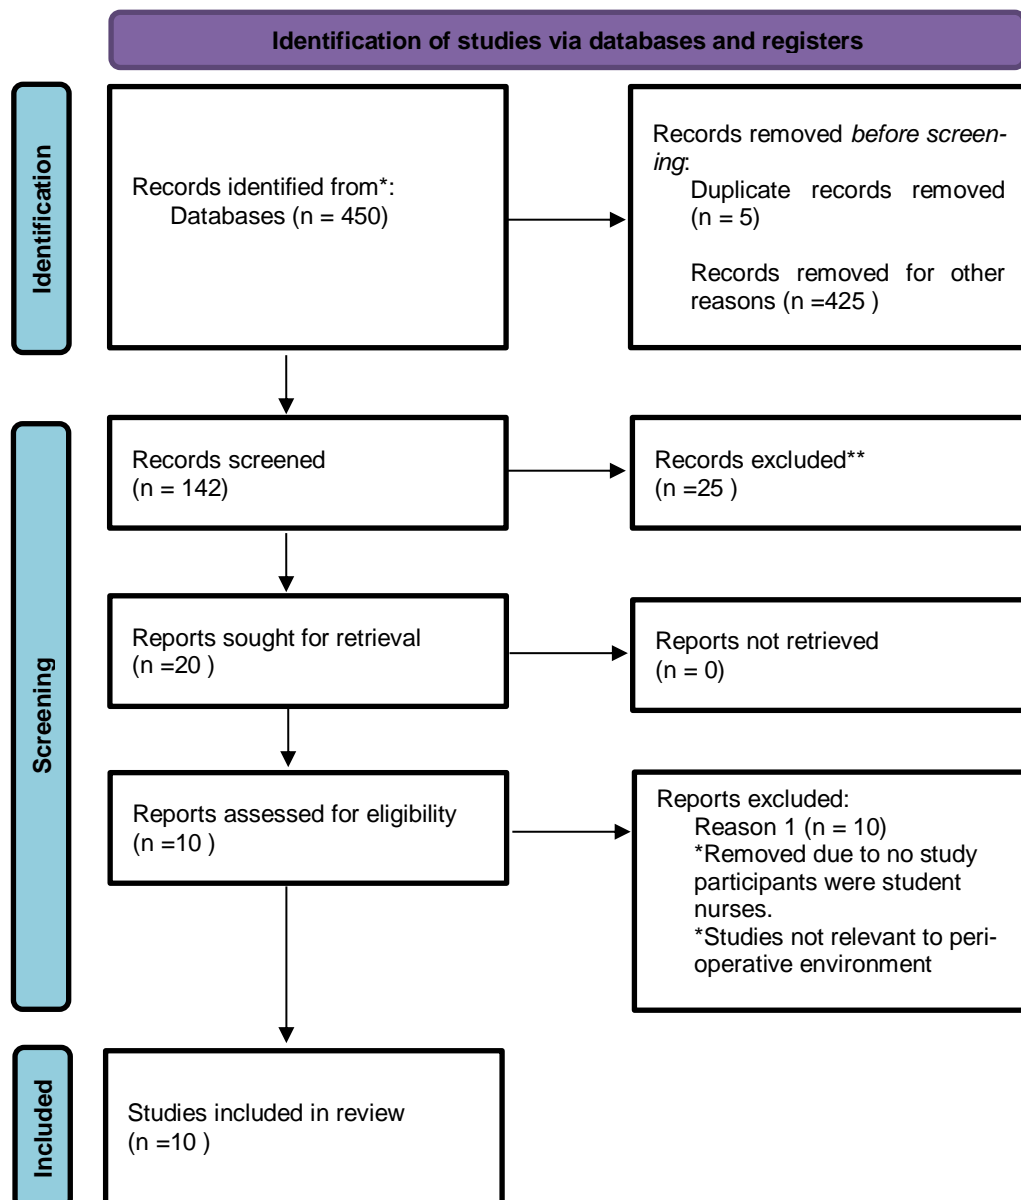 Identification of studies via databases and registers
Identification
Records identified from*:
Databases (n = 450)
Records removed before screen-
ing:
Duplicate records removed
(n = 5)
Records removed for other
reasons (n =425 )
Screening
Records screened
(n = 142)
Records excluded**
(n =25 )
Reports sought for retrieval
(n =20 )
Reports not retrieved
(n = 0)
Reports assessed for eligibility
(n =10 )
Reports excluded:
Reason 1 (n = 10)
*Removed due to no study
participants were student
nurses.
*Studies not relevant to peri-
operative environment
Included
Studies included in review
(n =10 )